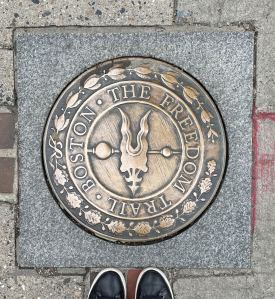 THE FREEDOM TRAIL · BOSTON ·